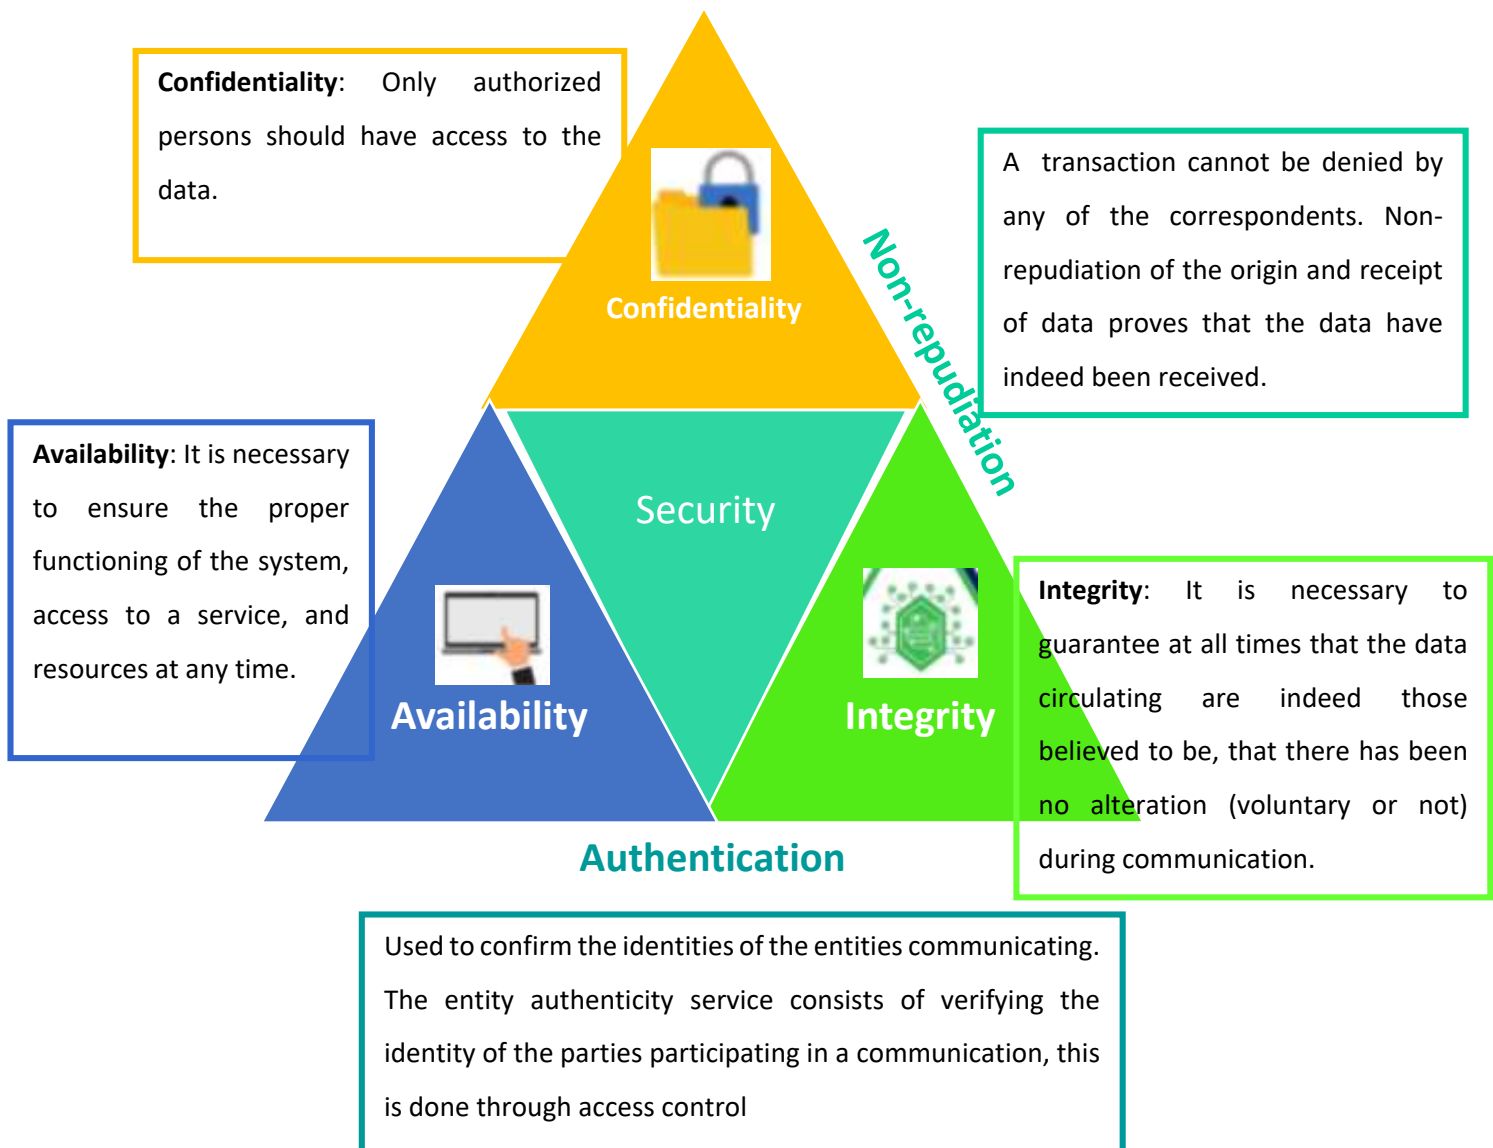 Confidentiality: Only authorized
persons should have access to the
data.
Confidentiality
Non-repudiation
A transaction cannot be denied by
any of the correspondents. Non-
repudiation of the origin and receipt
of data proves that the data have
indeed been received.
Availability: It is necessary
to ensure the proper
functioning of the system,
access to a service, and
resources at any time.
Security
Availability
Integrity
Integrity: It is necessary to
guarantee at all times that the data
circulating are indeed those
believed to be, that there has been
no alteration (voluntary or not)
during communication.
Authentication
Used to confirm the identities of the entities communicating.
The entity authenticity service consists of verifying the
identity of the parties participating in a communication, this
is done through access control